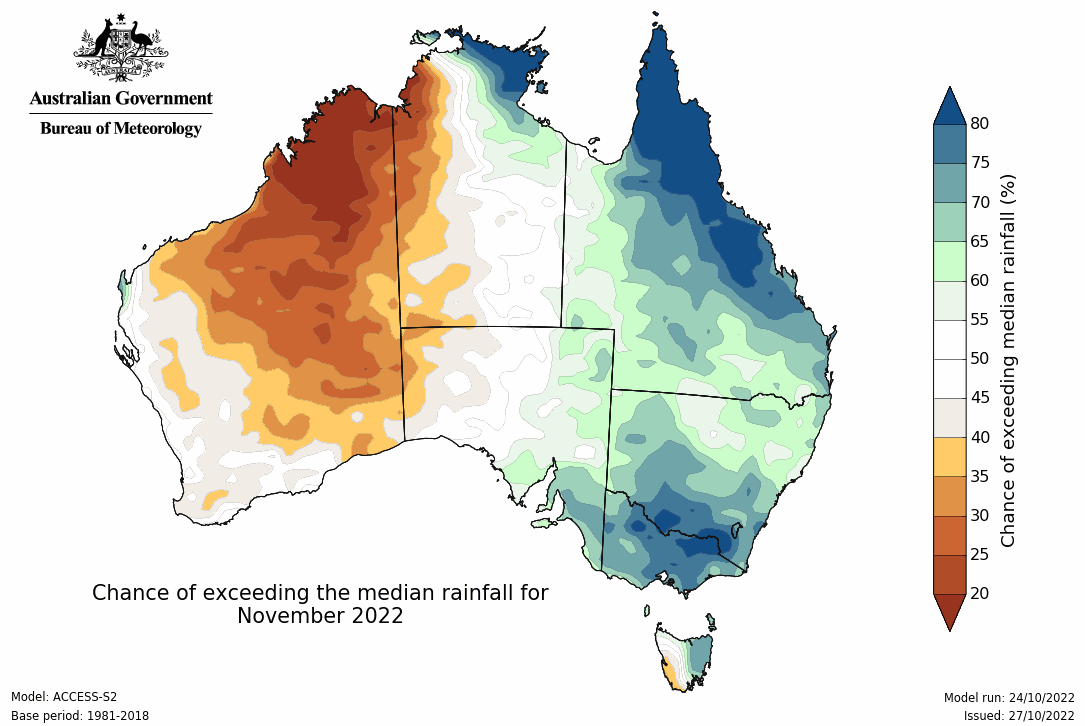 Australian Government
Bureau of Meteorology
80
75
70
65
60
55
50
45
40
35
30
25
20
Chance of exceeding median rainfall (%)
Chance of exceeding the median rainfall for
November 2022
Model: ACCESS-S2
Base period: 1981-2018
Model run: 24/10/2022
Issued: 27/10/2022